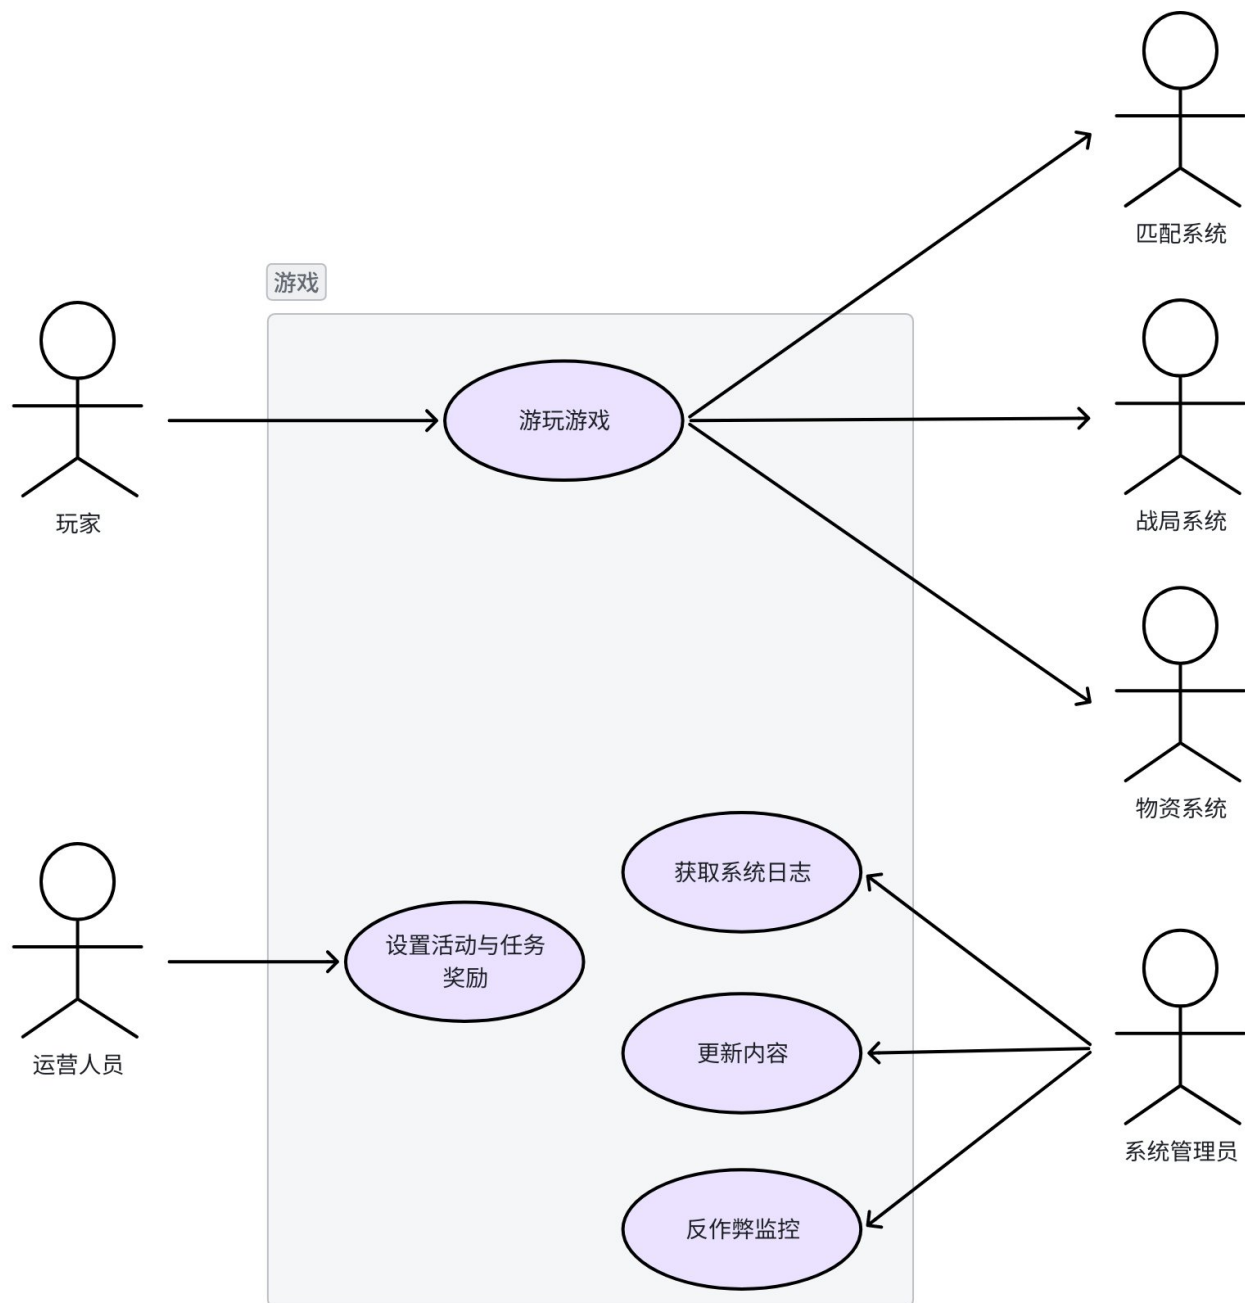 匹配系统
游戏
游玩游戏
玩家
战局系统
物资系统
获取系统日志
设置活动与任务
奖励
更新内容
运营人员
系统管理员
反作弊监控